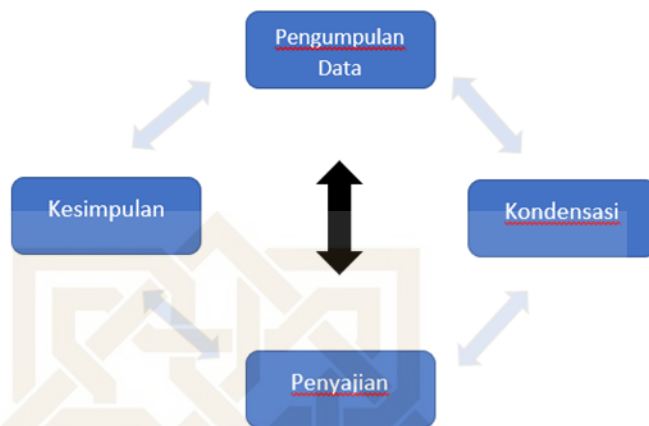 Pengumpulan
Data
Kesimpulan
Kondensasi
Penyajian